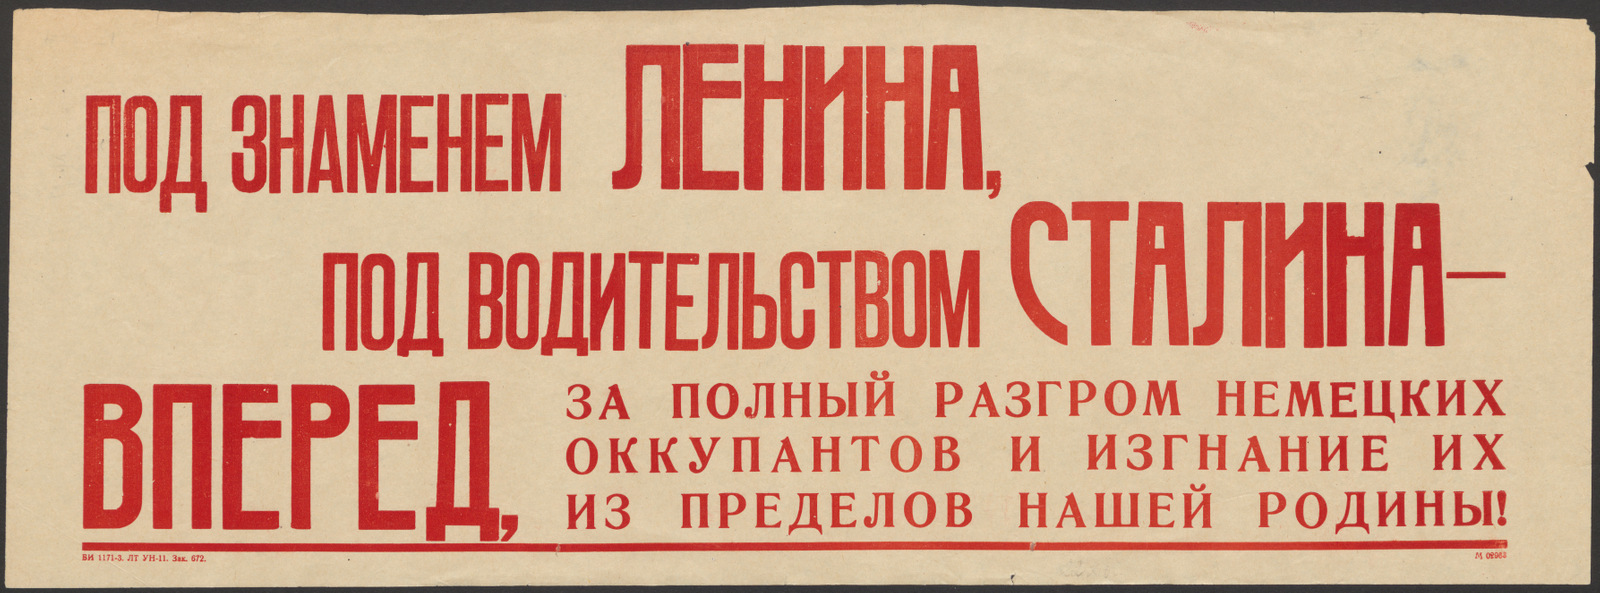 ПОД ЗНАМЕНЕМ ЛЕНИНА,
ПОД ВОДИТЕЛЬСТВОМ СТАЛИНА—
ВПЕРЕД,
ЗА ПОЛНЫЙ РАЗГРОМ НЕМЕЦКИХ
ОККУПАНТОВ И ИЗГНАНИЕ ИХ
ИЗ ПРЕДЕЛОВ НАШЕЙ РОДИНЫ!
БИ 1171-3. ЛТ УН-11. Зак. 672.